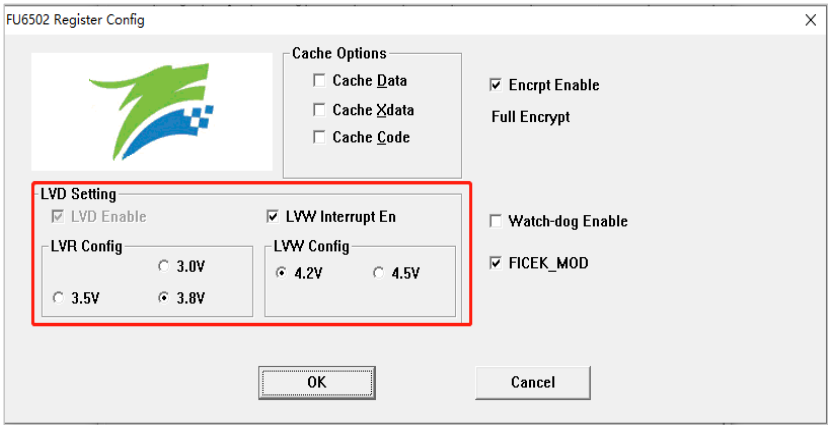 FU6502 Register Config
Cache Options
Cache Data
Cache Xdata
Cache Code
Encrpt Enable
Full Encrypt
LVD Setting
LVD Enable
LVW Interrupt En
LVR Config
3.0V
3.5V
3.8V
LVW Config
4.2V
4.5V
Watch-dog Enable
FICEK_MOD
OK
Cancel